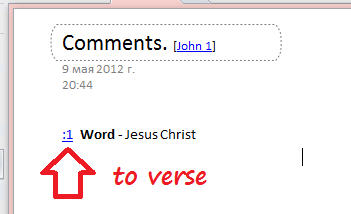 Comments. [John 1]
9 мая 2012 г.
20:44
:1 Word - Jesus Christ
to verse